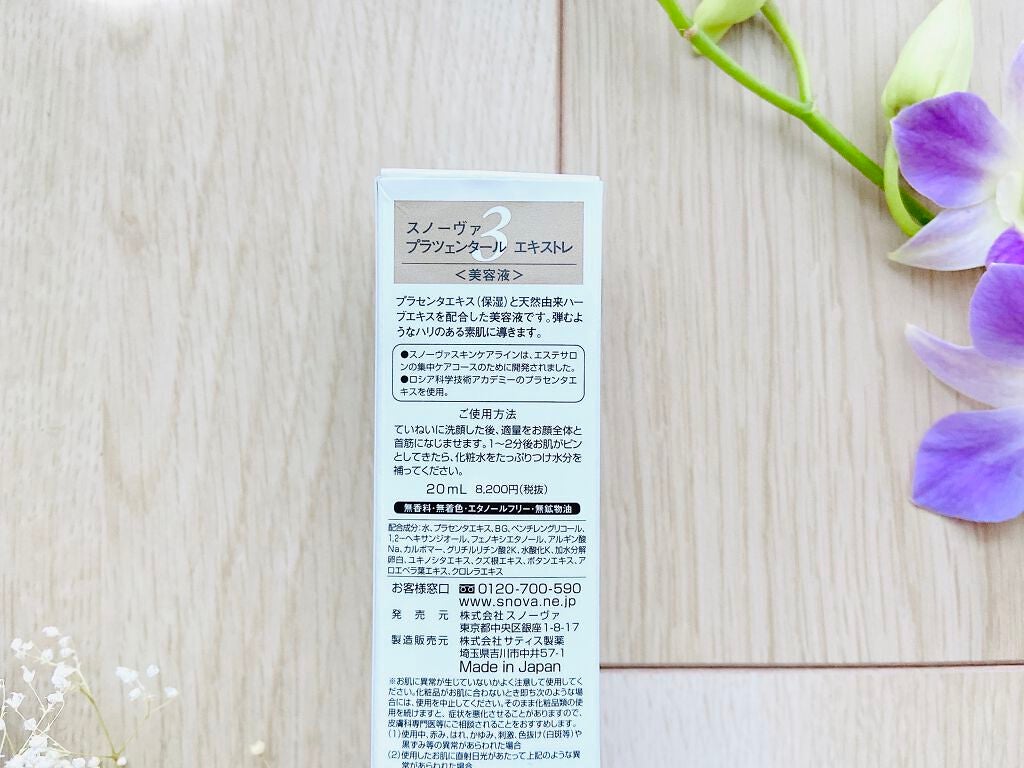 スノーヴァ 3
プラツェンタール エキストレ
＜美容液＞
プラセンタエキス（保湿）と天然由来ハー
ブエキスを配合した美容液です。弾むよ
うなハリのある素肌に導きます。
●スノーヴァスキンケアラインは、エステサロ
ンの集中ケアコースのために開発されました。
●ロシア科学技術アカデミーのプラセンタエ
キスを使用。
ご使用方法
ていねいに洗顔した後、適量をお顔全体と
首筋になじませます。1〜2分後お肌がピン
としてきたら、化粧水をたっぷりつけ水分を
補ってください。
20mL 8,200円（税抜）
無香料・無着色・エタノールフリー・無鉱物油
配合成分：水、プラセンタエキス、BG、ペンチレングリコール、
1,2-ヘキサンジオール、フェノキシエタノール、アルギン酸
Na、カルボマー、グリチルリチン酸2K、水酸化K、加水分解
卵白、ユキノシタエキス、クズ根エキス、ボタンエキス、ア
ロエベラ葉エキス、クロレラエキス
お客様窓口 0120-700-590
www.snova.ne.jp
発売元 株式会社スノーヴァ
東京都中央区銀座1-8-17
製造販売元 株式会社サティス製薬
埼玉県吉川市中井57-1
Made in Japan
※お肌に異常が生じていないかよく注意して使用してく
ださい。化粧品がお肌に合わないとき即ち次のような場
合には、使用を中止してください。そのまま化粧品類の使
用を続けますと、症状を悪化させることがありますので、
皮膚科専門医等にご相談されることをおすすめします。
（1）使用中、赤み、はれ、かゆみ、刺激、色抜け（白斑等）や
黒ずみ等の異常があらわれた場合
（2）使用したお肌に直射日光があたって上記のような異
常があらわれた場合